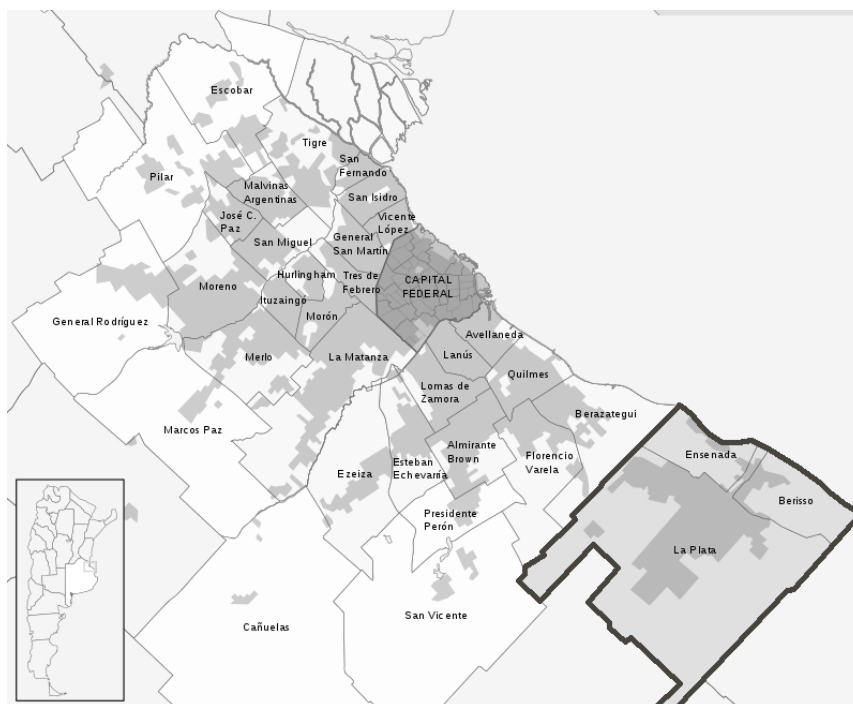 Escobar
Tigre
San
Fernando
Pilar
Malvinas
Argentinas
San Isidro
José C.
Paz
Vicente
López
San Miguel
General
San Martín
Hurlingham
Tres de
Febrero
CAPITAL
FEDERAL
Moreno
Ituzaingó
General Rodríguez
Morón
Avellaneda
Merlo
La Matanza
Lanús
Quilmes
Lomas de
Zamora
Marcos Paz
Berazategui
Almirante
Brown
Florencio
Varela
Ensenada
Ezeiza
Esteban
Echevarría
Berisso
Presidente
Perón
La Plata
Cañuelas
San Vicente